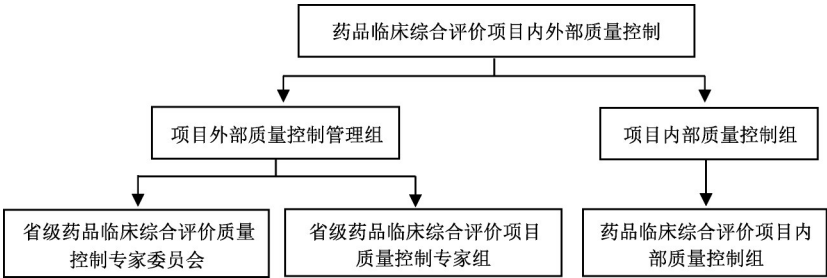 药品临床综合评价项目内外部质量控制
项目外部质量控制管理组
项目内部质量控制组
省级药品临床综合评价质量
控制专家委员会
省级药品临床综合评价项目
质量控制专家组
药品临床综合评价项目内
部质量控制组